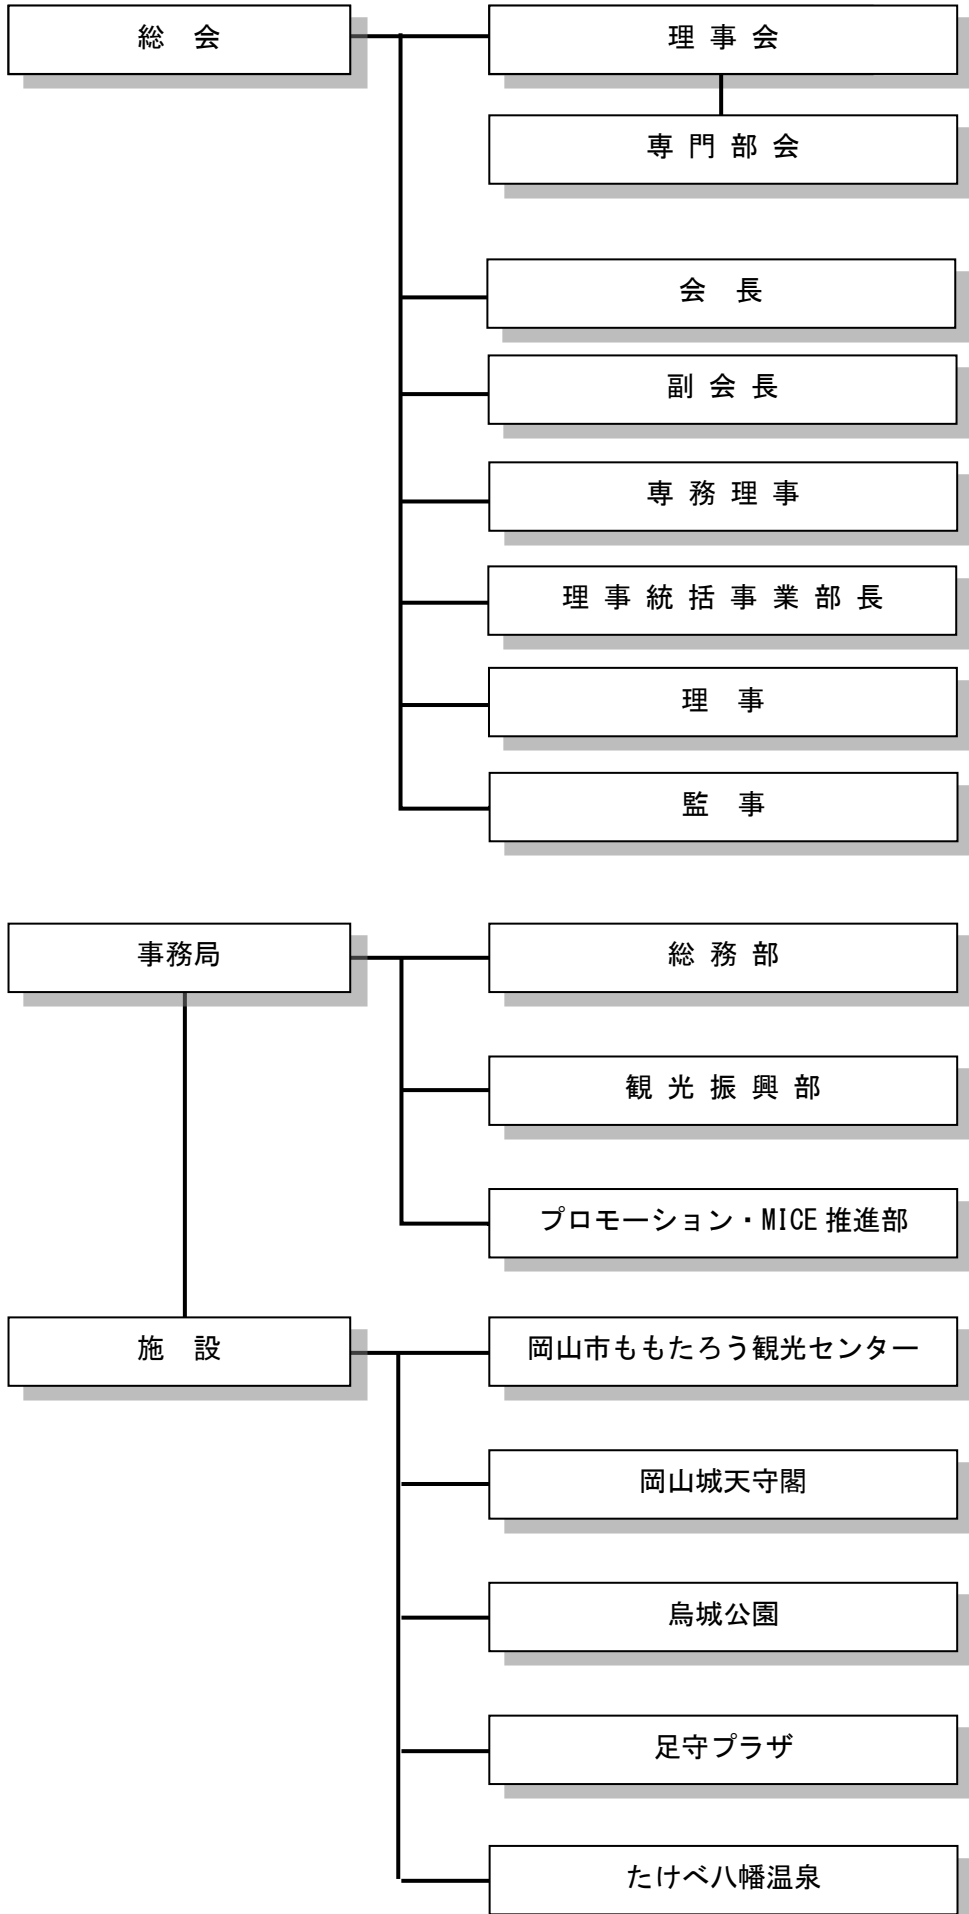 総　会
理 事 会
専 門 部 会
会　長
副 会 長
専 務 理 事
理 事 統 括 事 業 部 長
理　事
監　事
事務局
総 務 部
観 光 振 興 部
プロモーション・MICE 推進部
施　設
岡山市ももたろう観光センター
岡山城天守閣
烏城公園
足守プラザ
たけべ八幡温泉